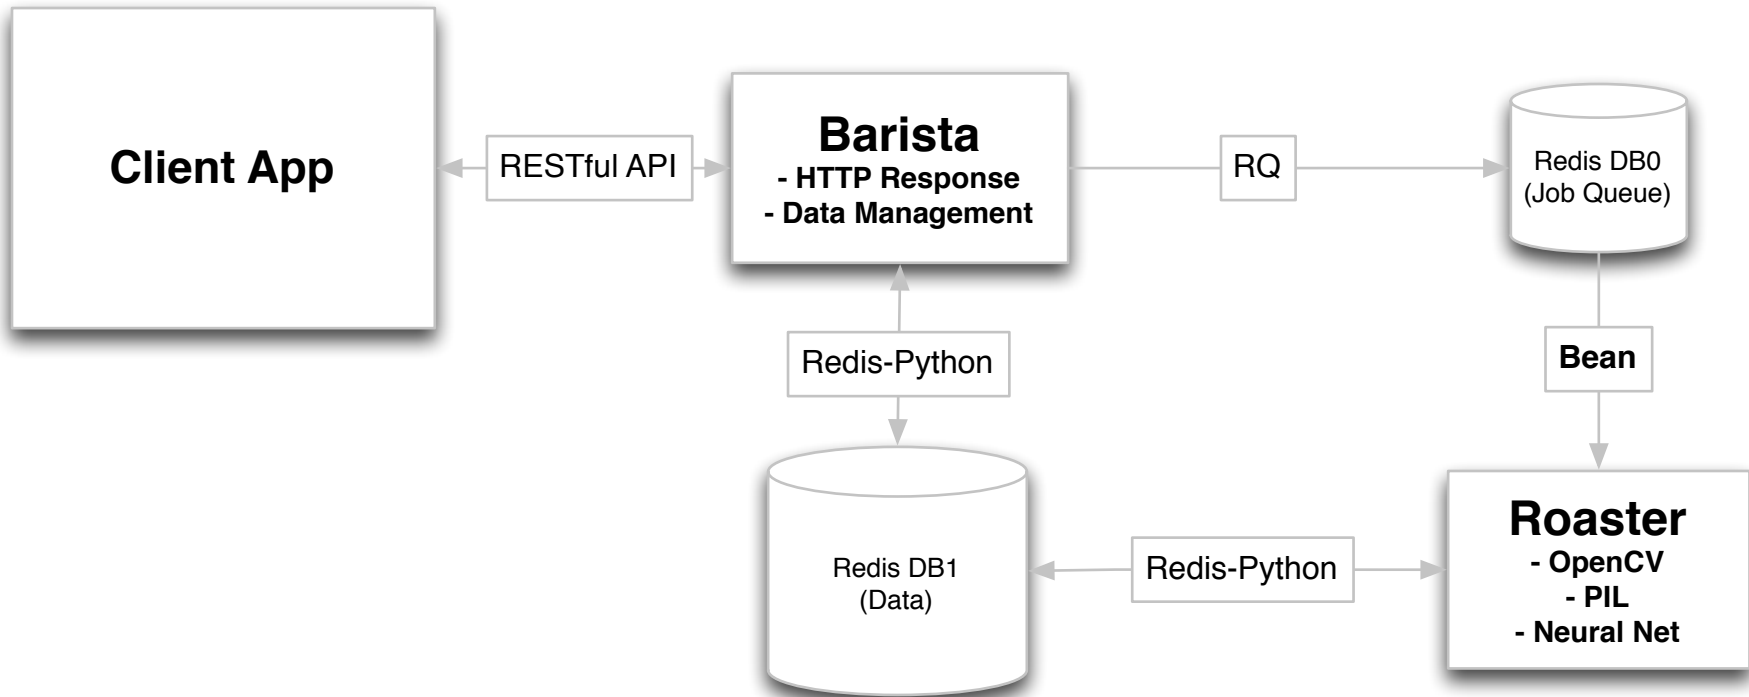 Client App
RESTful API
Barista
- HTTP Response
- Data Management
RQ
Redis DB0
(Job Queue)
Redis-Python
Bean
Redis DB1
(Data)
Redis-Python
Roaster
- OpenCV
- PIL
- Neural Net